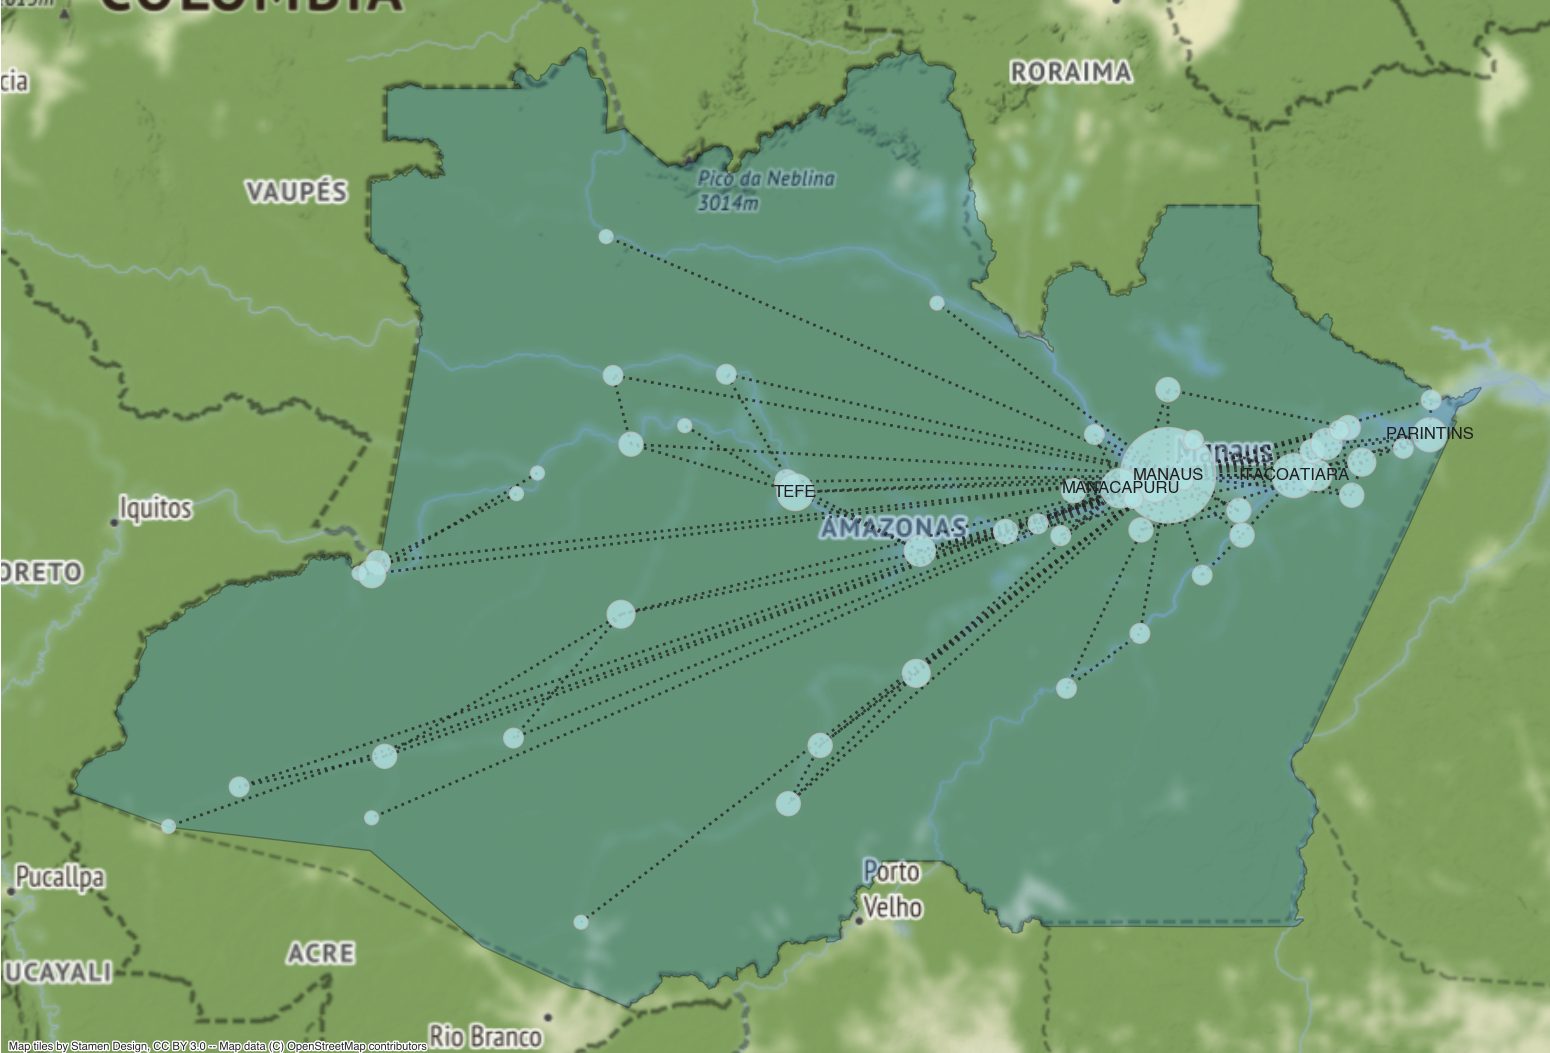 COLOMBIA
RORAIMA
VAUPÉS
Pico da Neblina
3014m
PARINTINS
Manaus
MANAUS
ITACOATIARA
MANACAPURU
TEFE
AMAZONAS
Iquitos
ORETO
Porto
Velho
Pucallpa
ACRE
UCAYALI
Rio Branco
Map tiles by Stamen Design, CC BY 3.0 -- Map data (C) OpenStreetMap contributors